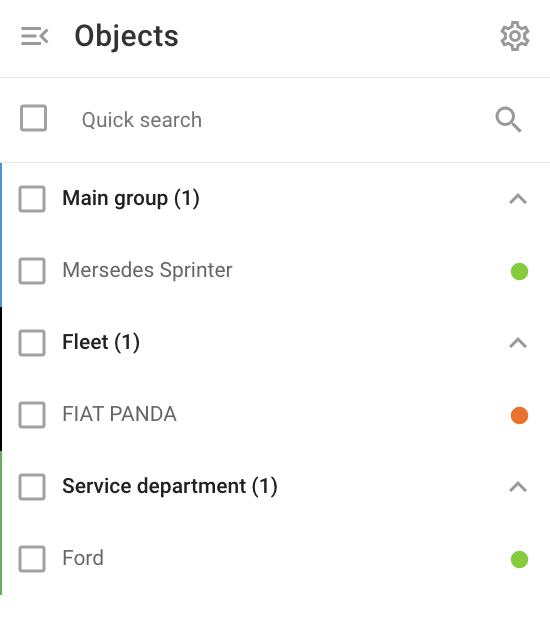 Objects
Quick search
Main group (1)
Mersedes Sprinter
Fleet (1)
FIAT PANDA
Service department (1)
Ford